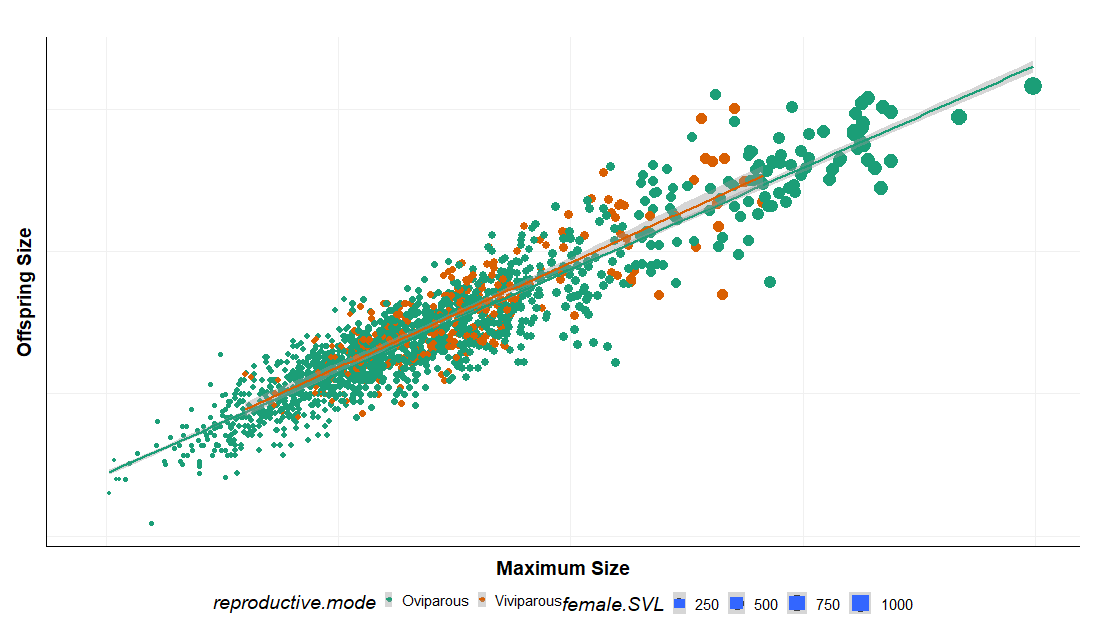 Offspring Size
Maximum Size
reproductive.mode Oviparous Viviparous female.SVL 250 500 750 1000